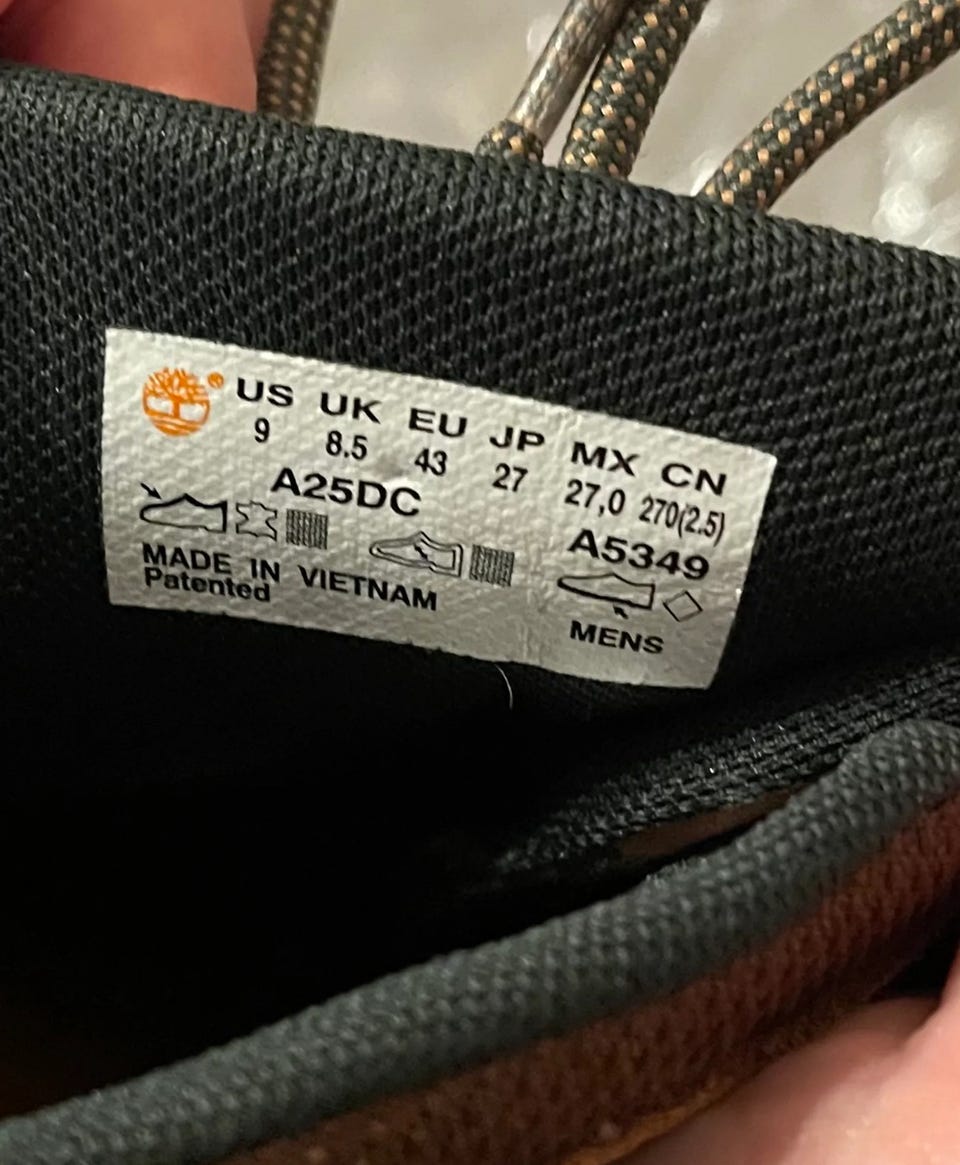 ® US UK EU JP MX CN
9 8.5 43 27 27,0 270(2.5)
A25DC A5349
MADE IN VIETNAM
Patented
MENS